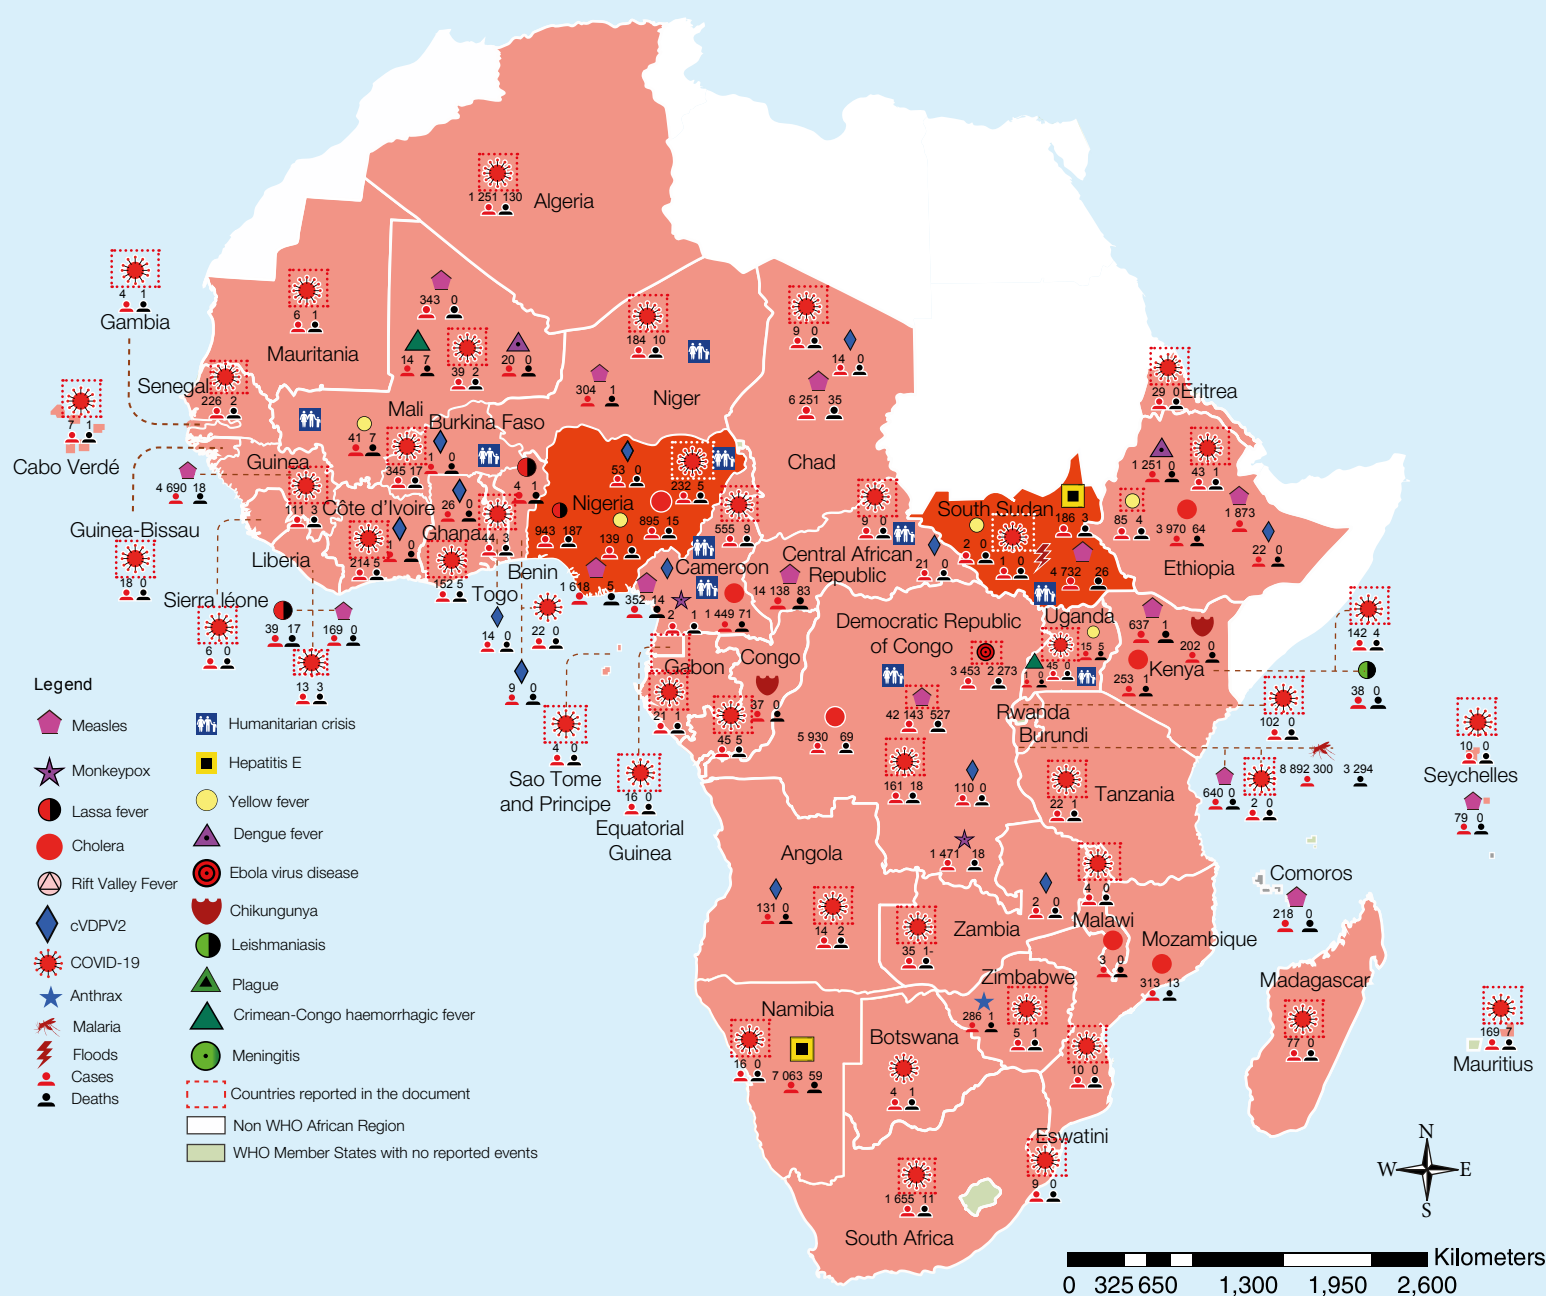 1 251 130
Algeria
4 1
Gambia
6 1
Mauritania
343 0
14 7
39 2
20 0
184 10
304 1
Niger
9 0
14 0
6 251 35
Chad
Senegal
226 2
7 1
Cabo Verdé
Mali
41 7
Burkina Faso
345 17
1 0
4 1
29 0
Eritrea
1 251 0
43 1
85 4
3 970 64
1 873
22 0
Ethiopia
Guinea
4 690 18
111 3
Guinea-Bissau
18 0
Côte d'Ivoire
1 0
214 5
26 0
Ghana
152 5
44 3
Nigeria
53 0
232 5
943 187
139 0
895 15
1 618 5
555 9
9 0
Central African
Republic
21 0
14 138 83
South Sudan
186 3
2 0
1 0
4 732 26
Liberia
Sierra léone
6 0
39 17
169 0
13 3
Benin
Togo
14 0
22 0
9 0
Cameroon
352 14
2 1
1 449 71
Democratic Republic
of Congo
3 453 2 273
42 143 527
5 930 69
161 18
110 0
1 471 18
Uganda
15 5
1 0
45 0
637 1
202 0
Kenya
253 1
142 4
38 0
Gabon
21 1
Congo
37 0
45 5
Rwanda
Burundi
102 0
8 892 300 3 294
640 0
2 0
Tanzania
22 1
10 0
Seychelles
79 0
4 0
Sao Tome
and Principe
16 0
Equatorial
Guinea
Angola
131 0
14 2
Zambia
2 0
35 1-
4 0
Malawi
3 0
Mozambique
313 13
Comoros
218 0
Madagascar
77 0
169 7
Mauritius
Zimbabwe
286 1
5 1
10 0
Namibia
16 0
7 063 59
Botswana
4 1
Eswatini
9 0
1 655 11
South Africa
Legend
Measles
Monkeypox
Lassa fever
Cholera
Rift Valley Fever
cVDPV2
COVID-19
Anthrax
Malaria
Floods
Cases
Deaths
Humanitarian crisis
Hepatitis E
Yellow fever
Dengue fever
Ebola virus disease
Chikungunya
Leishmaniasis
Plague
Crimean-Congo haemorrhagic fever
Meningitis
Countries reported in the document
Non WHO African Region
WHO Member States with no reported events
N
W E
S
Kilometers
0 325 650 1,300 1,950 2,600